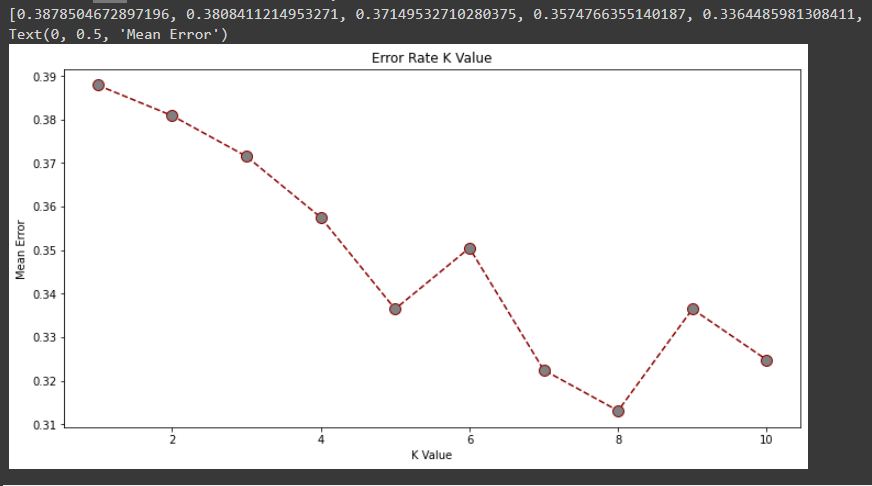 [0.3878504672897196, 0.3808411214953271, 0.37149532710280375, 0.3574766355140187, 0.3364485981308411,
Text(0, 0.5, 'Mean Error')
Error Rate K Value
0.39
0.38
0.37
0.36
0.35
0.34
0.33
0.32
0.31
Mean Error
2 4 6 8 10
K Value